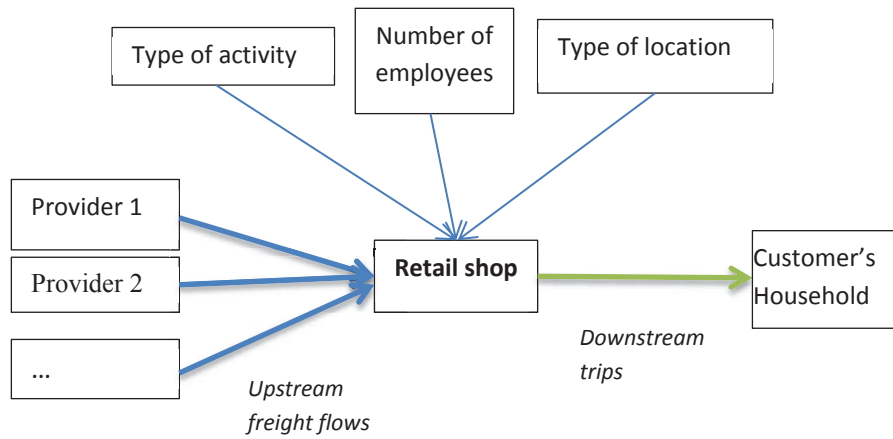 Type of activity
Number of
employees
Type of location
Provider 1
Provider 2
...
Retail shop
Customer’s
Household
Upstream
freight flows
Downstream
trips